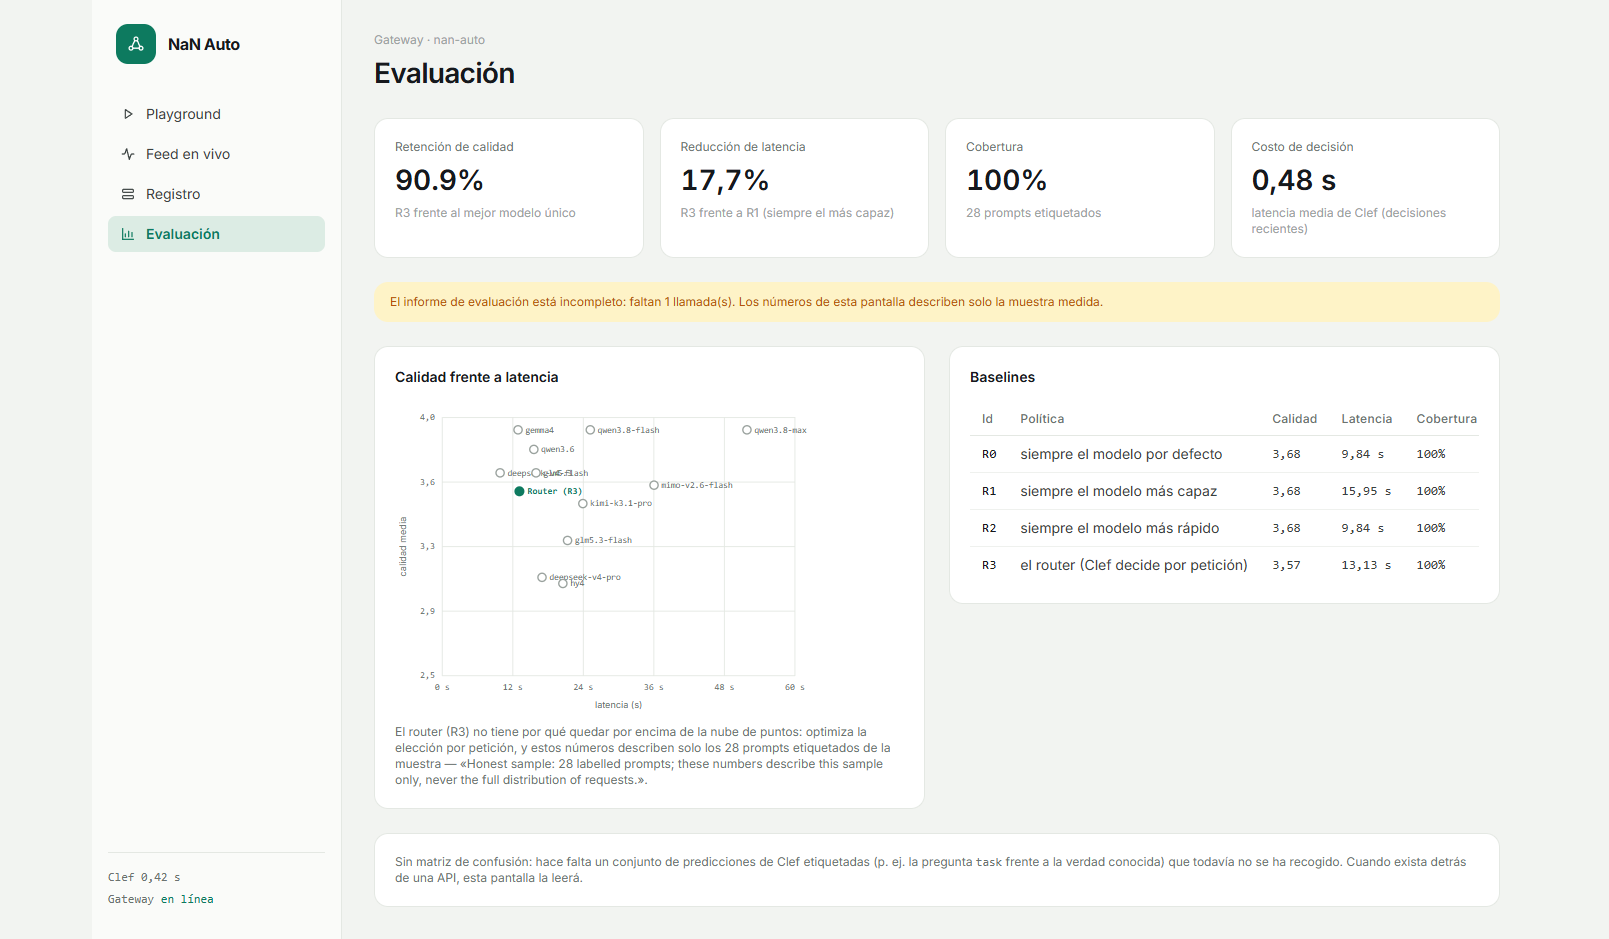 NaN Auto
Playground
Feed en vivo
Registro
Evaluación
Clef 0,42 s
Gateway en línea
Gateway · nan-auto
Evaluación
Retención de calidad
90.9%
R3 frente al mejor modelo único
Reducción de latencia
17,7%
R3 frente a R1 (siempre el más capaz)
Cobertura
100%
28 prompts etiquetados
Costo de decisión
0,48 s
latencia media de Clef (decisiones
recientes)
El informe de evaluación está incompleto: faltan 1 llamada(s). Los números de esta pantalla describen solo la muestra medida.
Calidad frente a latencia
4,0
3,6
3,3
2,9
2,5
calidad media
gemma4
qwen3.8-flash
qwen3.8-max
qwen3.6
Router (R3)
mimo-v2.6-flash
kimi-k3.1-pro
glm5.3-flash
deepseek-v4-pro
hy4
0 s
12 s
24 s
36 s
48 s
60 s
latencia (s)
El router (R3) no tiene por qué quedar por encima de la nube de puntos: optimiza la
elección por petición, y estos números describen solo los 28 prompts etiquetados de la
muestra — «Honest sample: 28 labelled prompts; these numbers describe this sample
only, never the full distribution of requests.».
Baselines
Id Política Calidad Latencia Cobertura
R0 siempre el modelo por defecto 3,68 9,84 s 100%
R1 siempre el modelo más capaz 3,68 15,95 s 100%
R2 siempre el modelo más rápido 3,68 9,84 s 100%
R3 el router (Clef decide por petición) 3,57 13,13 s 100%
Sin matriz de confusión: hace falta un conjunto de predicciones de Clef etiquetadas (p. ej. la pregunta task frente a la verdad conocida) que todavía no se ha recogido. Cuando exista detrás
de una API, esta pantalla la leerá.